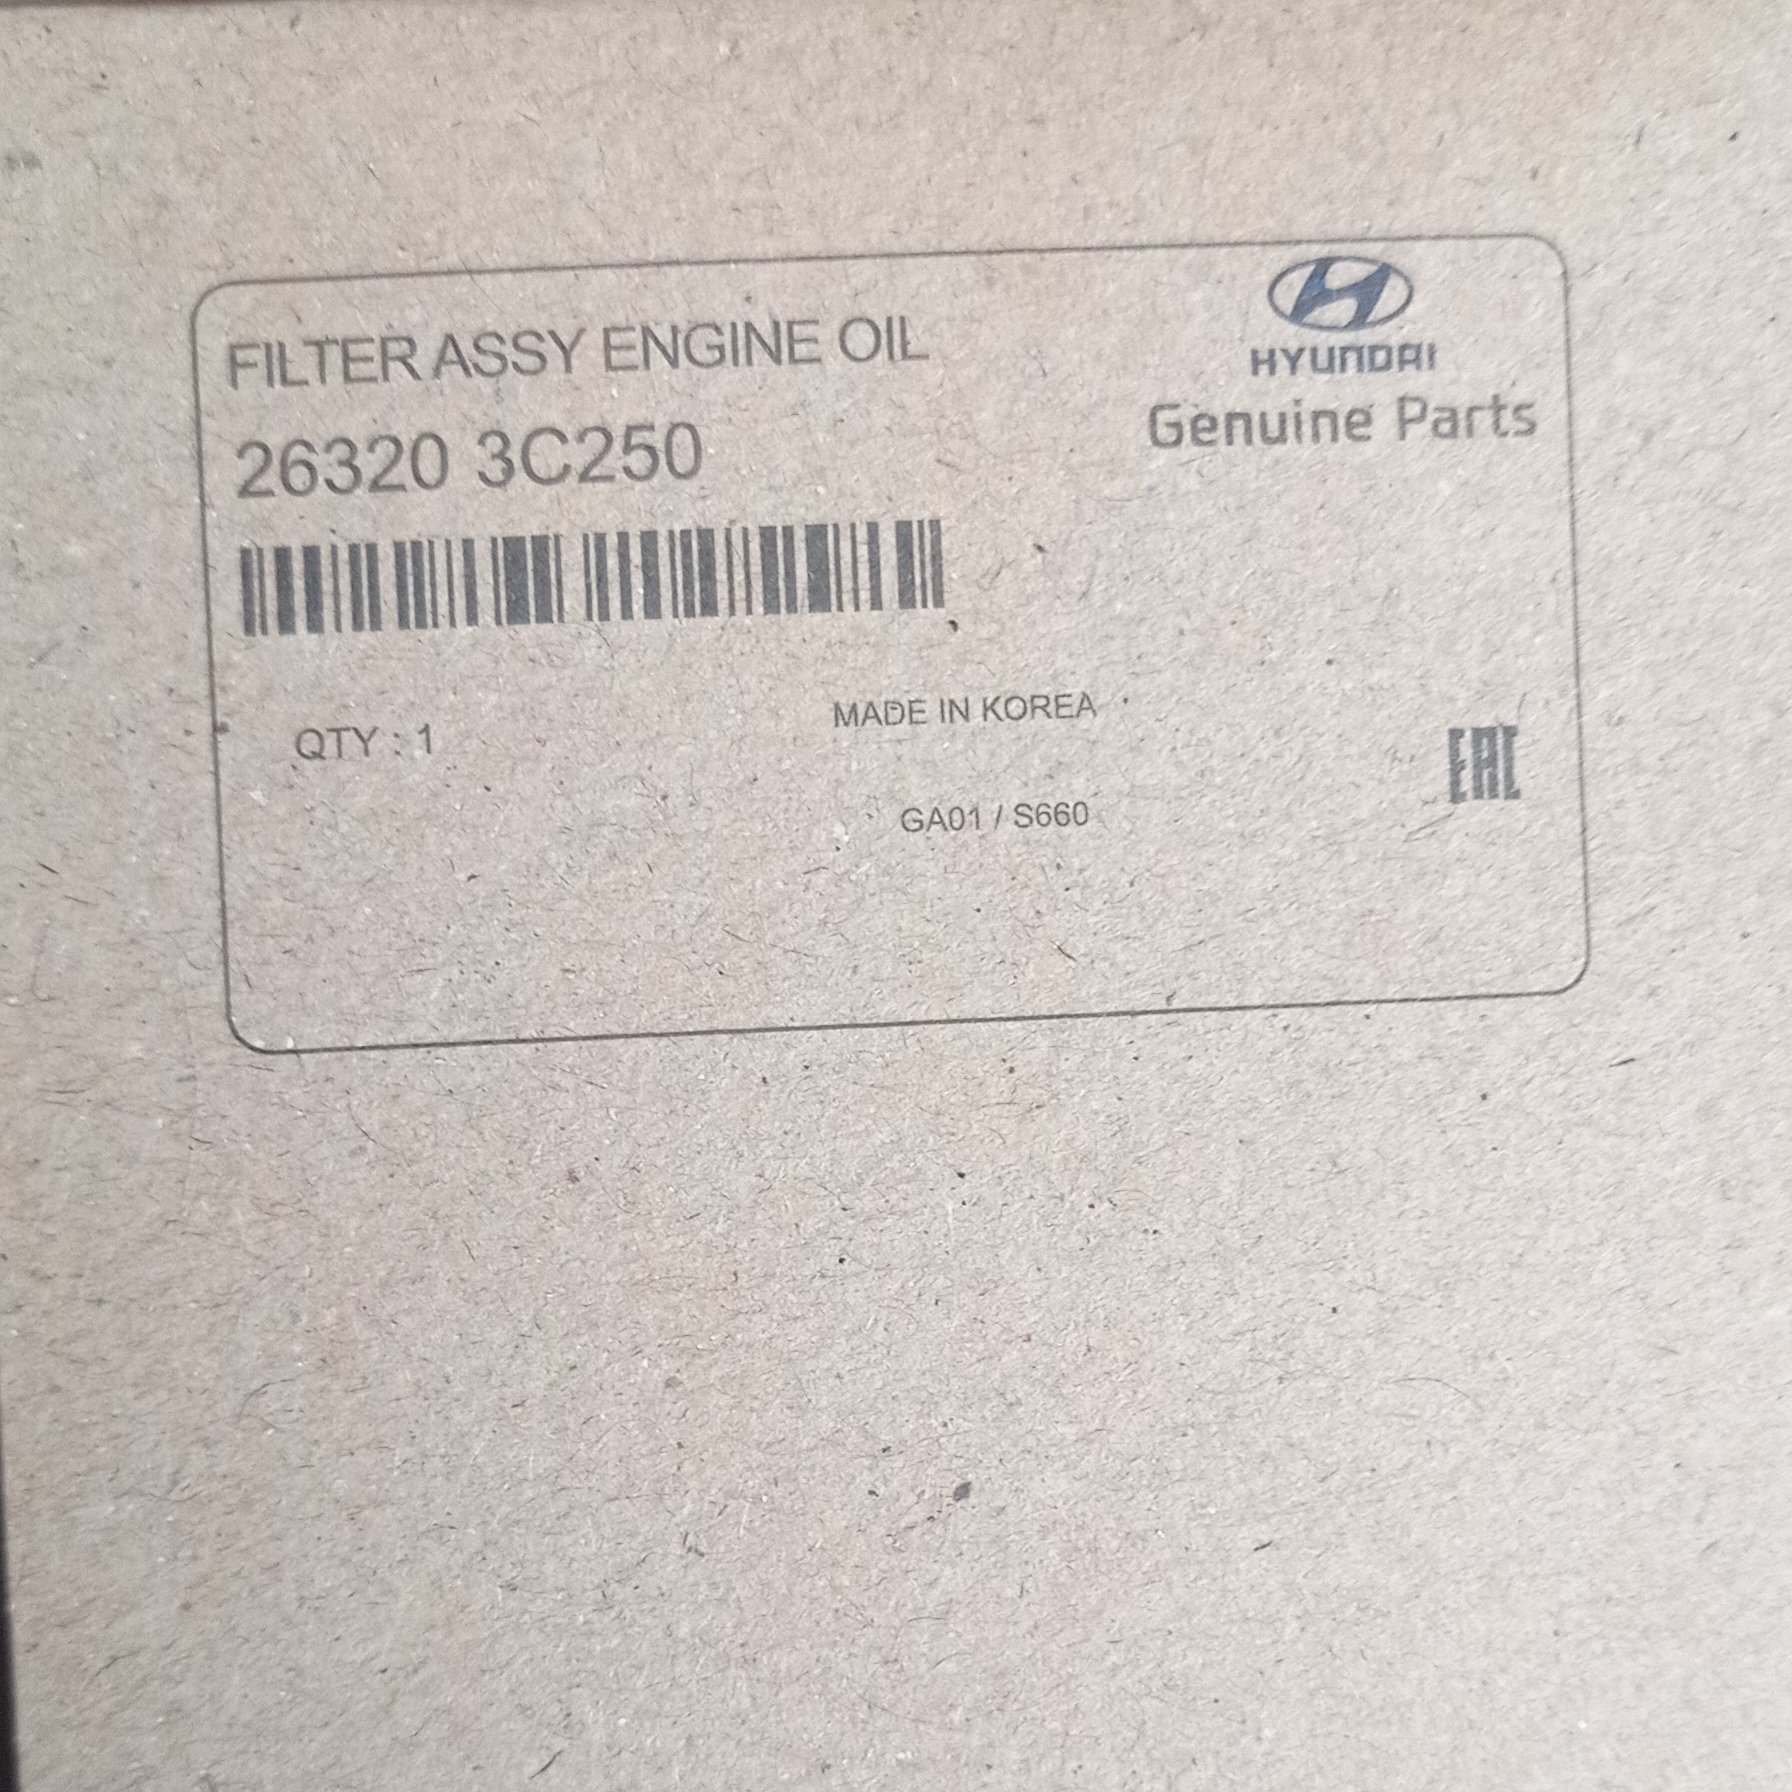 FILTER ASSY ENGINE OIL
HYUNDAI
Genuine Parts
26320 3C250
QTY : 1
MADE IN KOREA
GA01 / S660
EAC